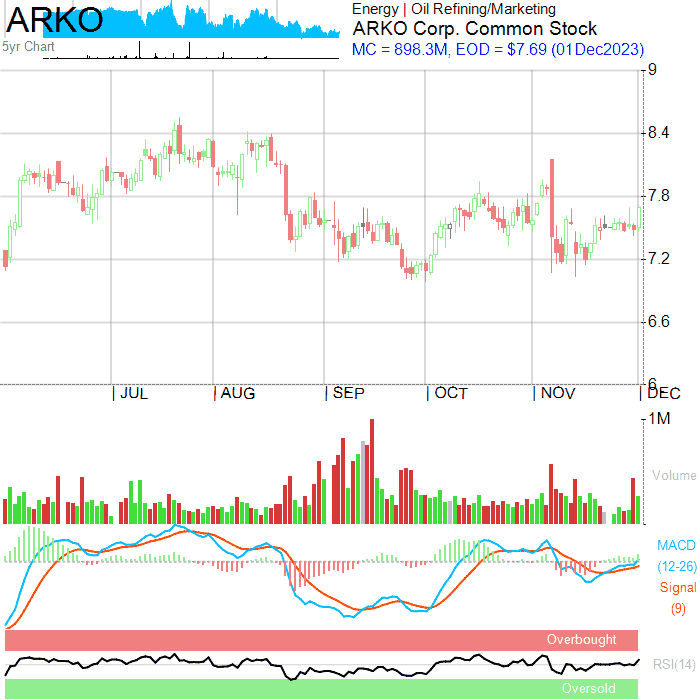 ARKO
5yr Chart
Energy | Oil Refining/Marketing
ARKO Corp. Common Stock
MC = 898.3M, EOD = $7.69 (01Dec2023)
9
8.4
7.8
7.2
6.6
6
JUL AUG SEP OCT NOV DEC
1M
Volume
MACD
(12-26)
Signal
(9)
Overbought
RSI(14)
Oversold